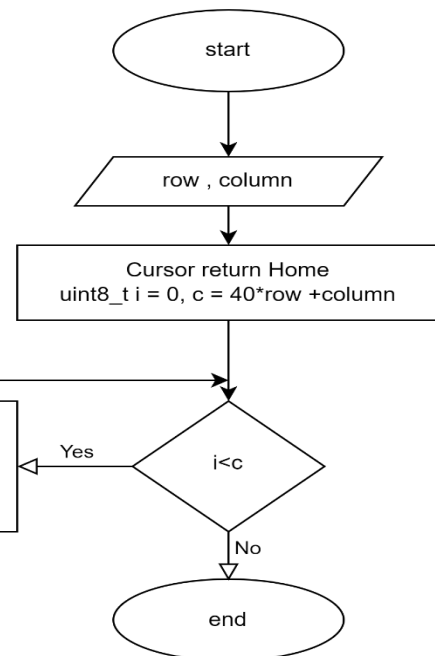 start
row , column
Cursor return Home
uint8_t i = 0, c = 40*row +column
Yes
i<c
No
end